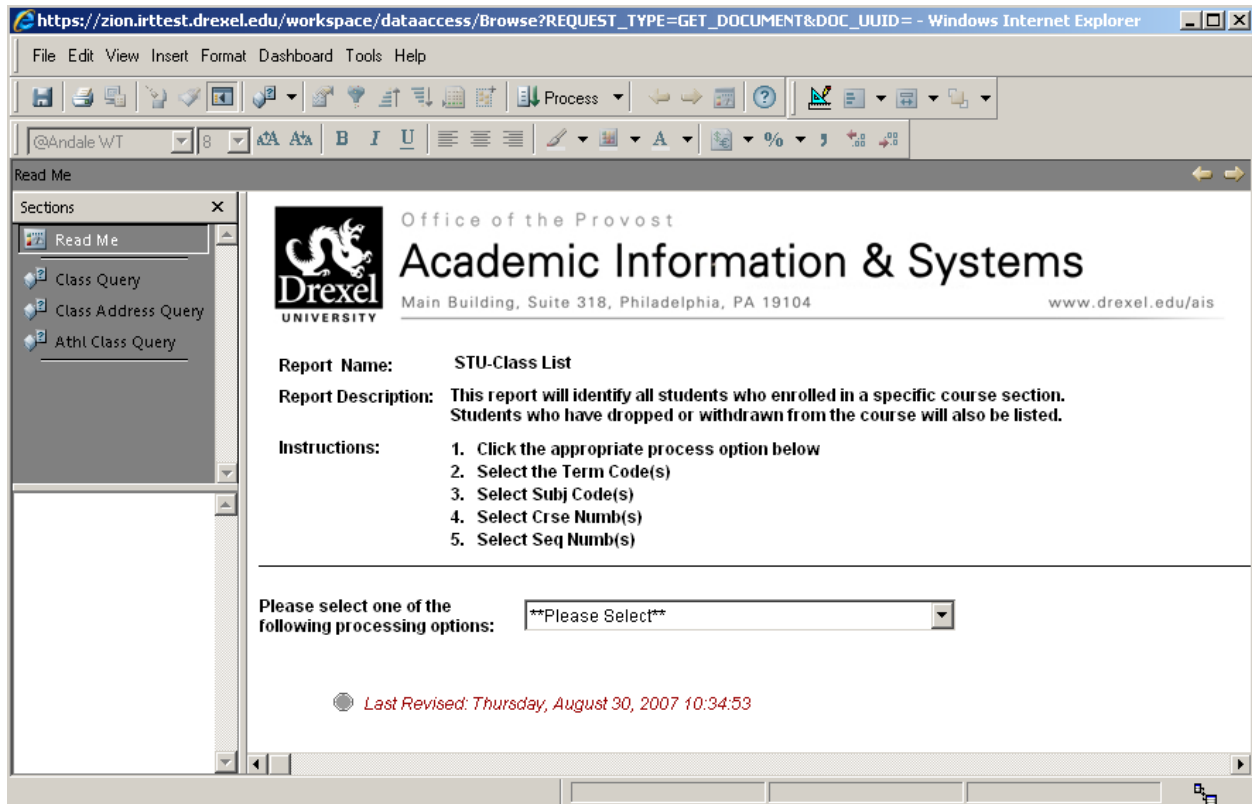 https://zion.irttest.drexel.edu/workspace/dataaccess/Browse?REQUEST_TYPE=GET_DOCUMENT&DOC_UUID= - Windows Internet Explorer
File Edit View Insert Format Dashboard Tools Help
Process
@Andale WT 8 B I U A %
Read Me
Sections
Read Me
Class Query
Class Address Query
Athl Class Query
Drexel
UNIVERSITY
Office of the Provost
Academic Information & Systems
Main Building, Suite 318, Philadelphia, PA 19104 www.drexel.edu/ais
Report Name: STU-Class List
Report Description: This report will identify all students who enrolled in a specific course section.
Students who have dropped or withdrawn from the course will also be listed.
Instructions: 1. Click the appropriate process option below
2. Select the Term Code(s)
3. Select Subj Code(s)
4. Select Crse Numb(s)
5. Select Seq Numb(s)
Please select one of the
following processing options: **Please Select**
Last Revised: Thursday, August 30, 2007 10:34:53